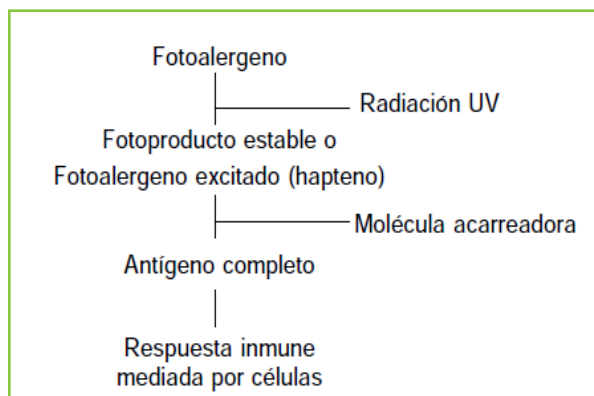 Fotoalergeno
Radiación UV
Fotoproducto estable o
Fotoalergeno excitado (hapteno)
Molécula acarreadora
Antígeno completo
Respuesta inmune
mediada por células